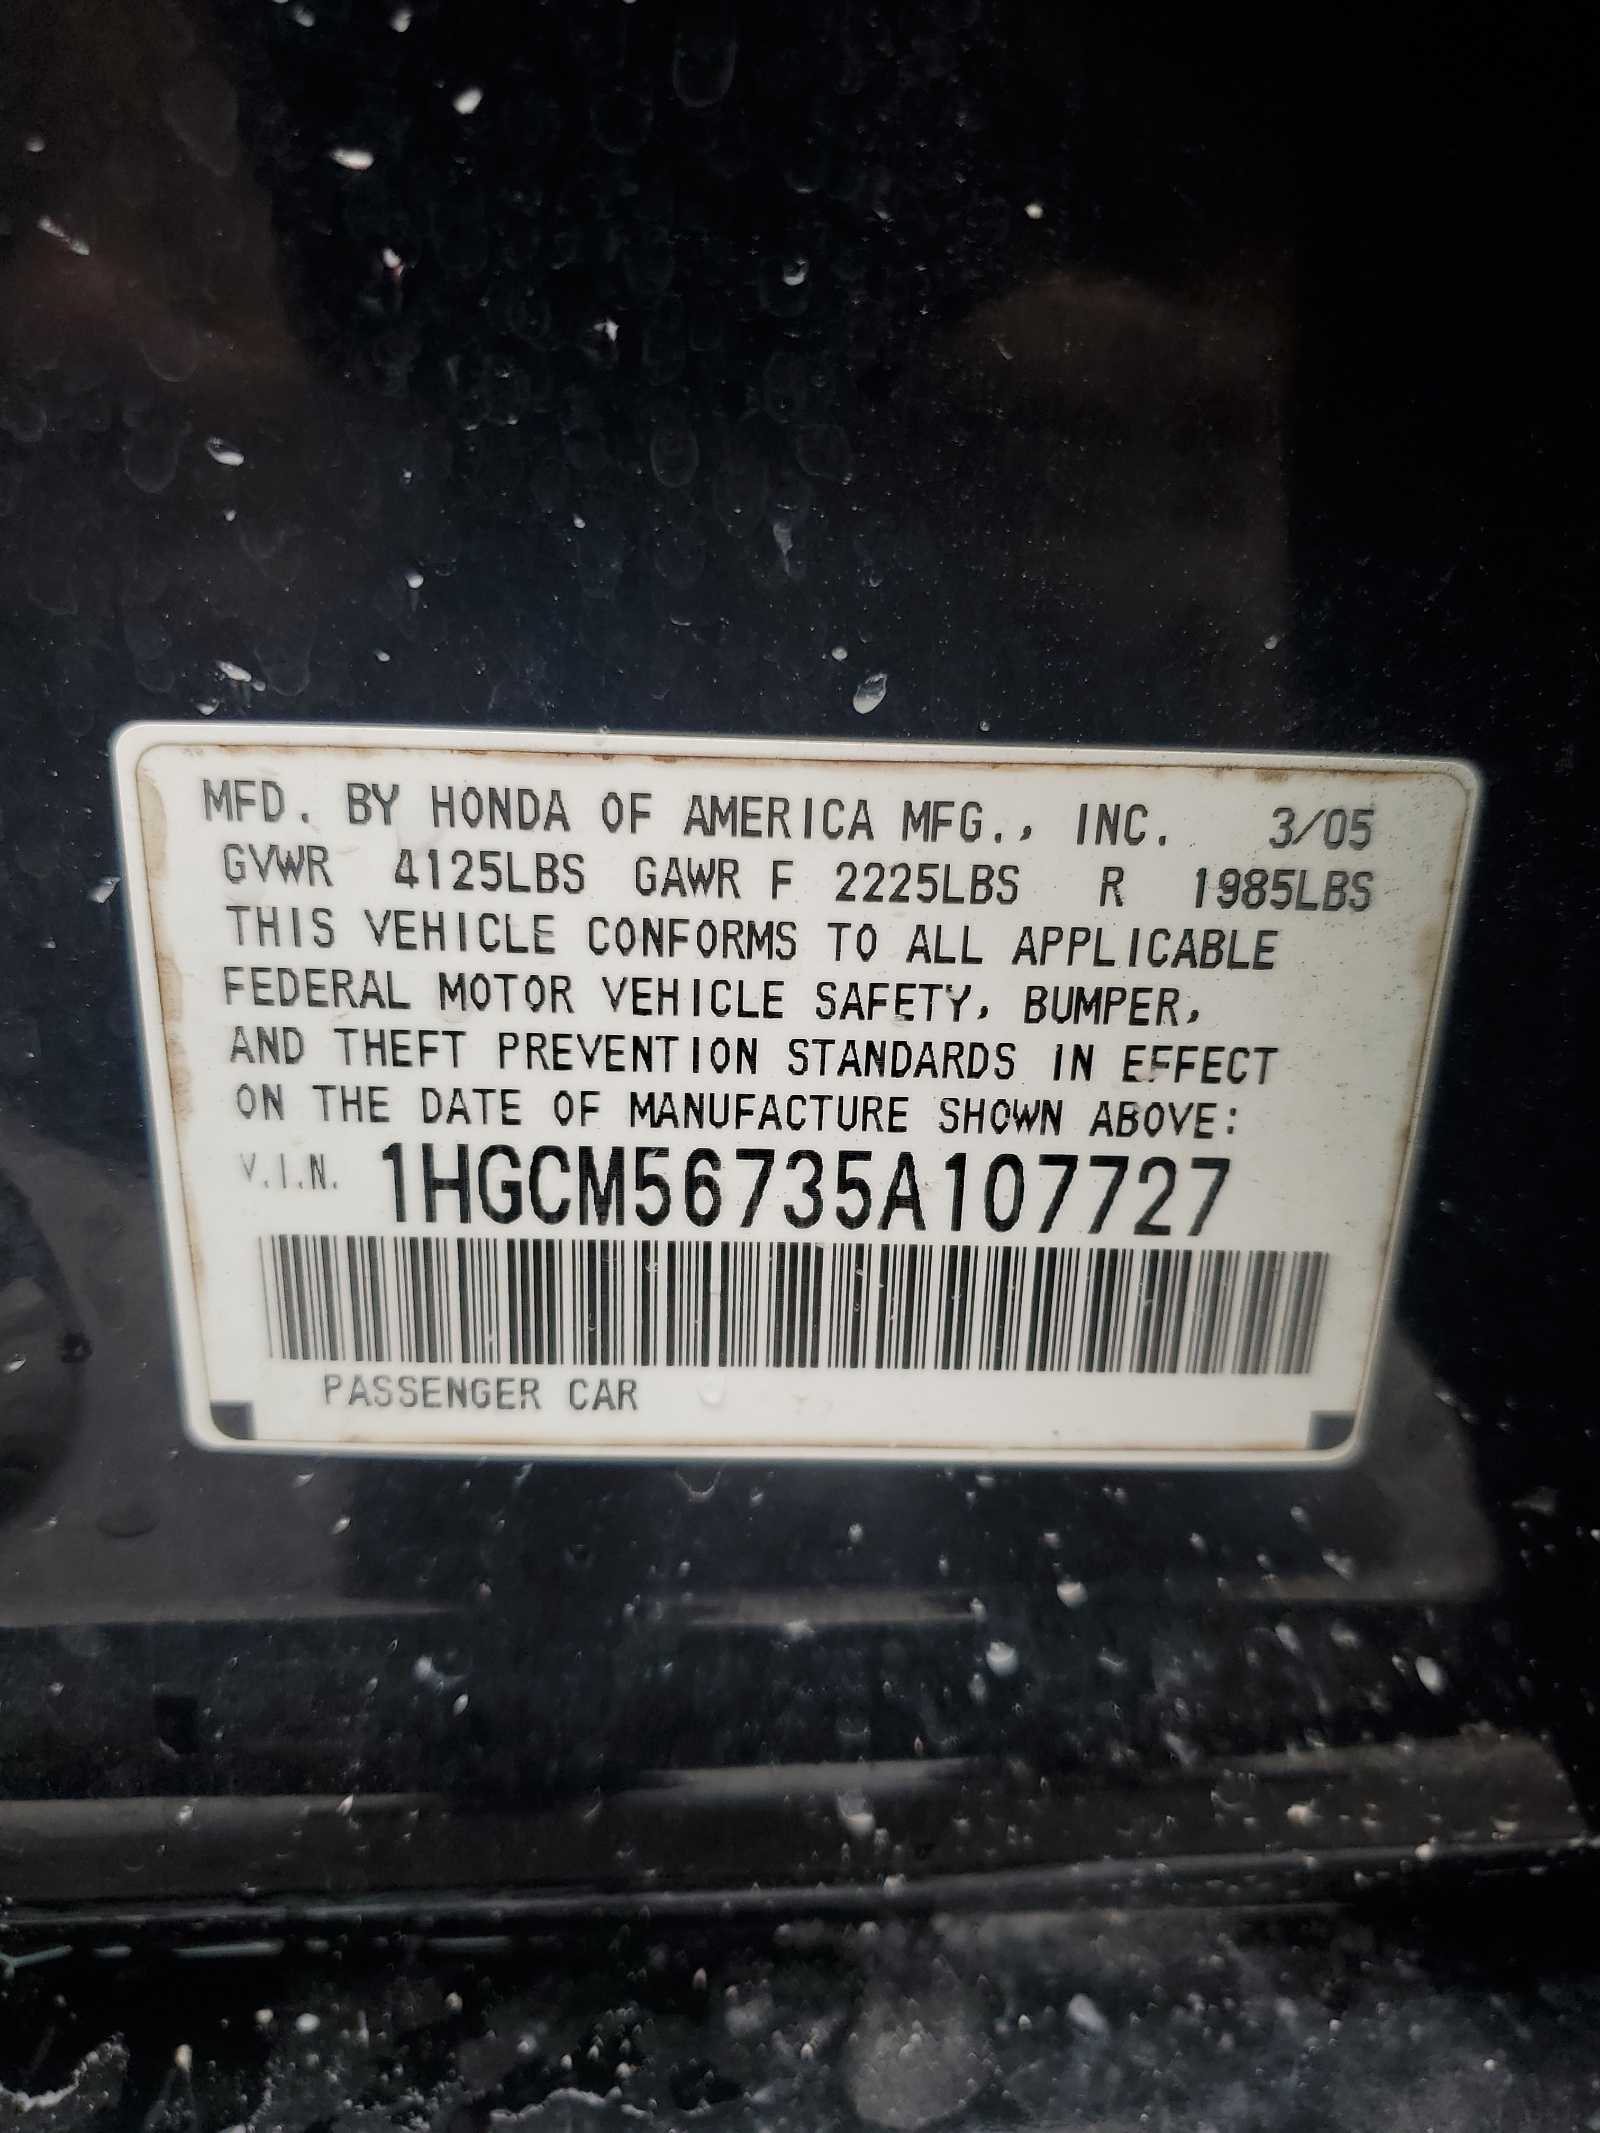 MFD. BY HONDA OF AMERICA MFG., INC. 3/05
GVWR 4125LBS GAWR F 2225LBS R 1985LBS
THIS VEHICLE CONFORMS TO ALL APPLICABLE
FEDERAL MOTOR VEHICLE SAFETY, BUMPER,
AND THEFT PREVENTION STANDARDS IN EFFECT
ON THE DATE OF MANUFACTURE SHOWN ABOVE:
V.I.N. 1HGCM56735A107727
PASSENGER CAR